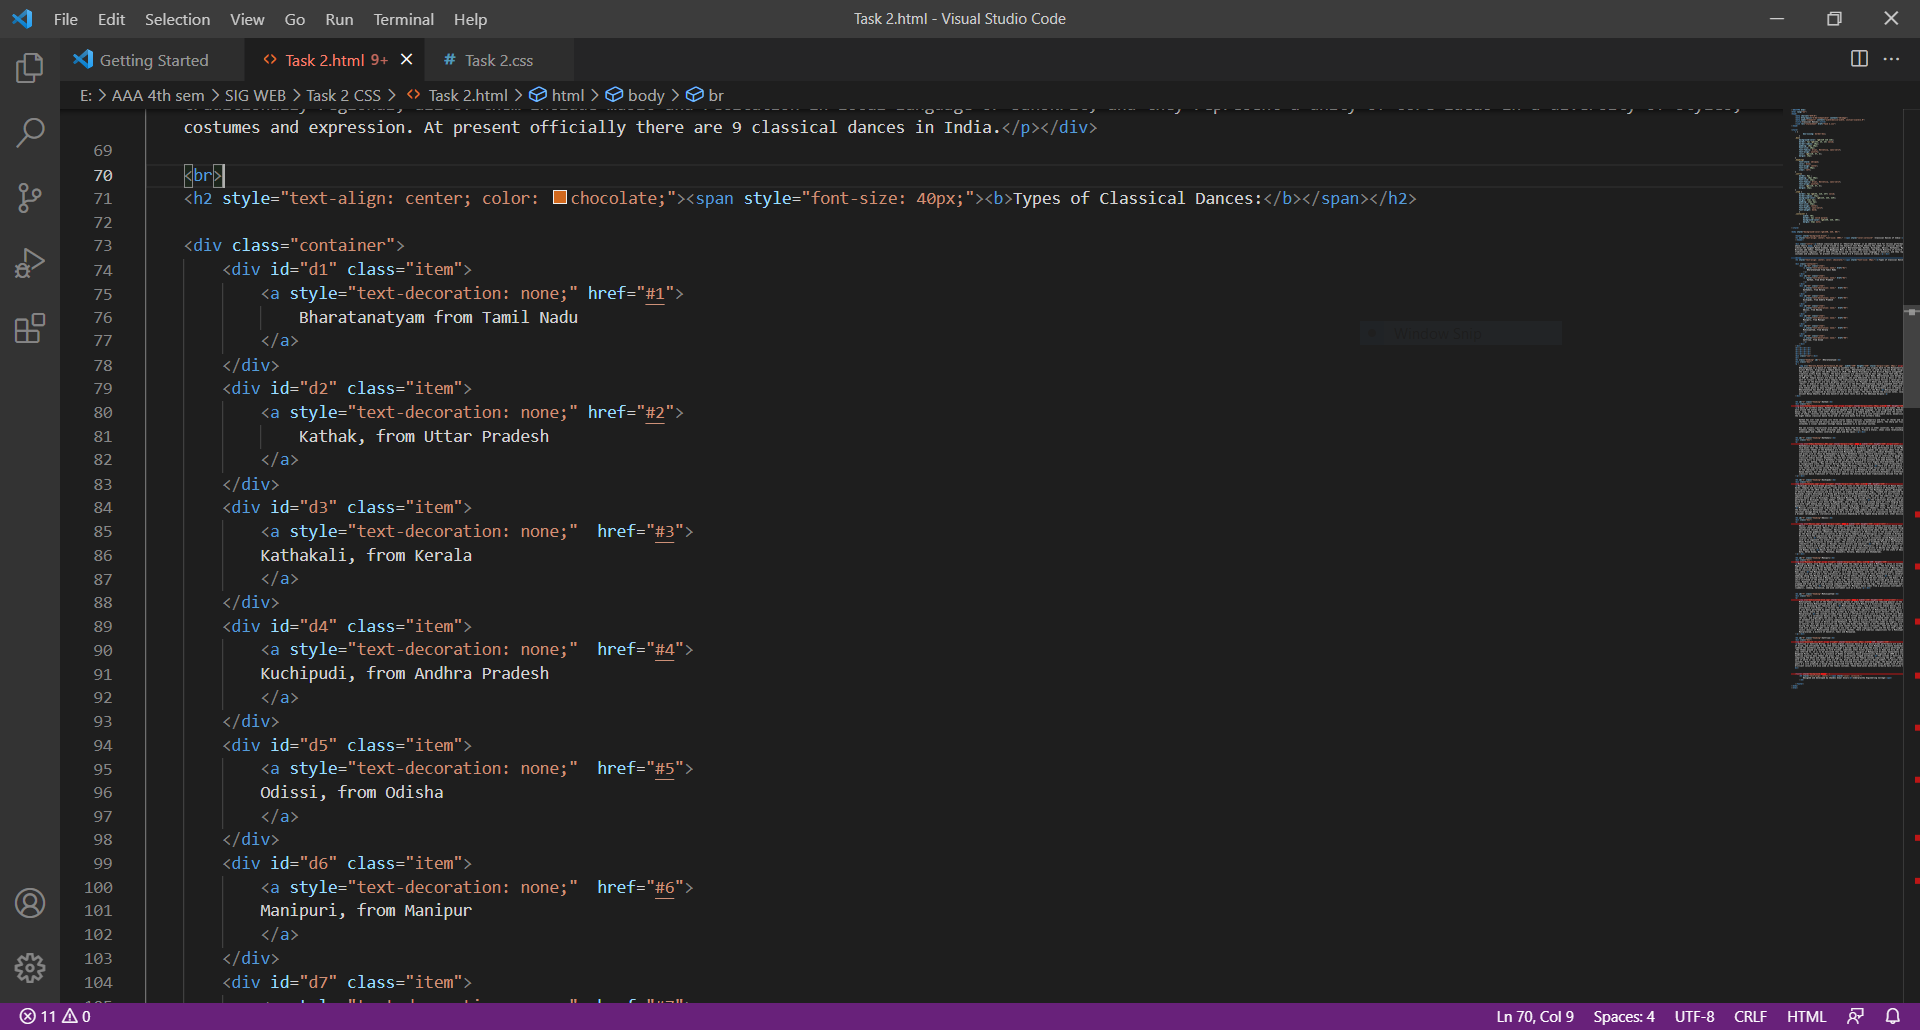 File Edit Selection View Go Run Terminal Help
Task 2.html - Visual Studio Code
Getting Started
Task 2.html 9+
# Task 2.css
E: > AAA 4th sem > SIG WEB > Task 2 CSS > Task 2.html > html > body > br
costumes and expression. At present officially there are 9 classical dances in India.</p></div>
69
70 <br>
71 <h2 style="text-align: center; color: chocolate;"><span style="font-size: 40px;"><b>Types of Classical Dances:</b></span></h2>
72
73 <div class="container">
74 <div id="d1" class="item">
75 <a style="text-decoration: none;" href="#1">
76 Bharatanatyam from Tamil Nadu
77 </a>
78 </div>
79 <div id="d2" class="item">
80 <a style="text-decoration: none;" href="#2">
81 Kathak, from Uttar Pradesh
82 </a>
83 </div>
84 <div id="d3" class="item">
85 <a style="text-decoration: none;"  href="#3">
86 Kathakali, from Kerala
87 </a>
88 </div>
89 <div id="d4" class="item">
90 <a style="text-decoration: none;"  href="#4">
91 Kuchipudi, from Andhra Pradesh
92 </a>
93 </div>
94 <div id="d5" class="item">
95 <a style="text-decoration: none;"  href="#5">
96 Odissi, from Odisha
97 </a>
98 </div>
99 <div id="d6" class="item">
100 <a style="text-decoration: none;"  href="#6">
101 Manipuri, from Manipur
102 </a>
103 </div>
104 <div id="d7" class="item">
Window Snip
11 0
Ln 70, Col 9 Spaces: 4 UTF-8 CRLF HTML